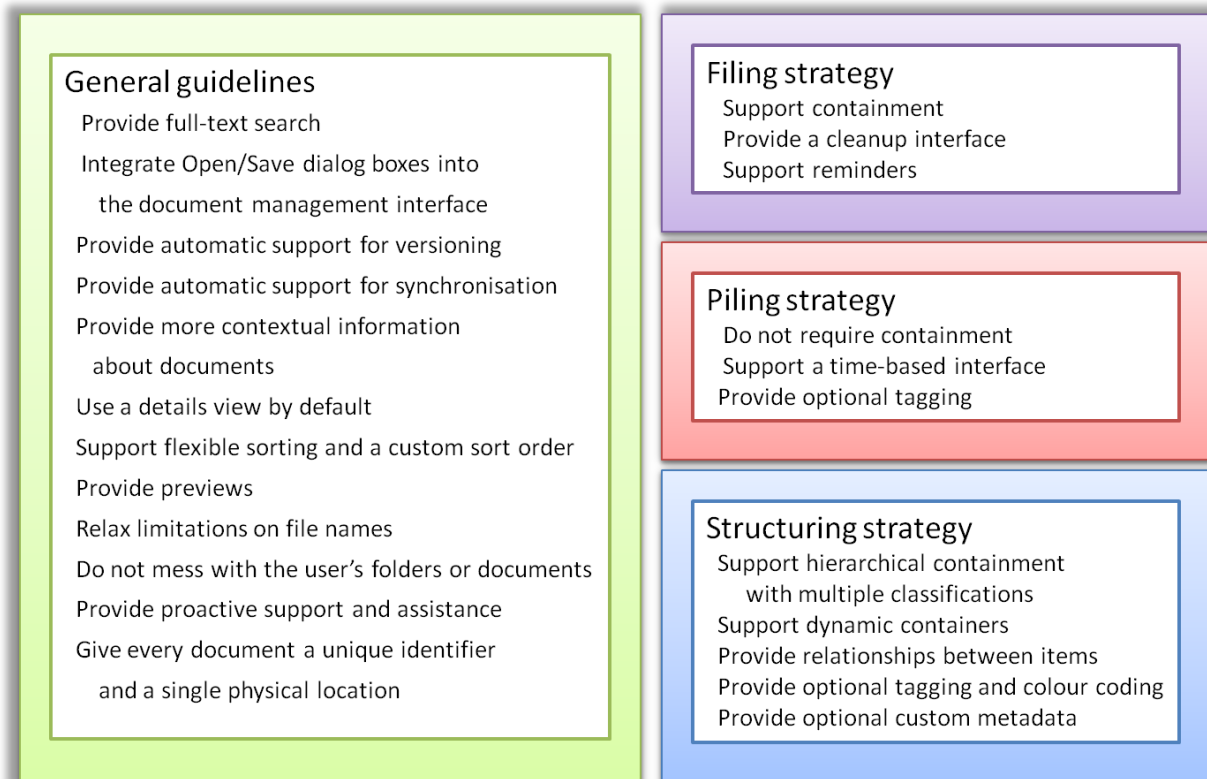 General guidelines
Provide full-text search
Integrate Open/Save dialog boxes into
the document management interface
Provide automatic support for versioning
Provide automatic support for synchronisation
Provide more contextual information
about documents
Use a details view by default
Support flexible sorting and a custom sort order
Provide previews
Relax limitations on file names
Do not mess with the user’s folders or documents
Provide proactive support and assistance
Give every document a unique identifier
and a single physical location
Filing strategy
Support containment
Provide a cleanup interface
Support reminders
Piling strategy
Do not require containment
Support a time-based interface
Provide optional tagging
Structuring strategy
Support hierarchical containment
with multiple classifications
Support dynamic containers
Provide relationships between items
Provide optional tagging and colour coding
Provide optional custom metadata